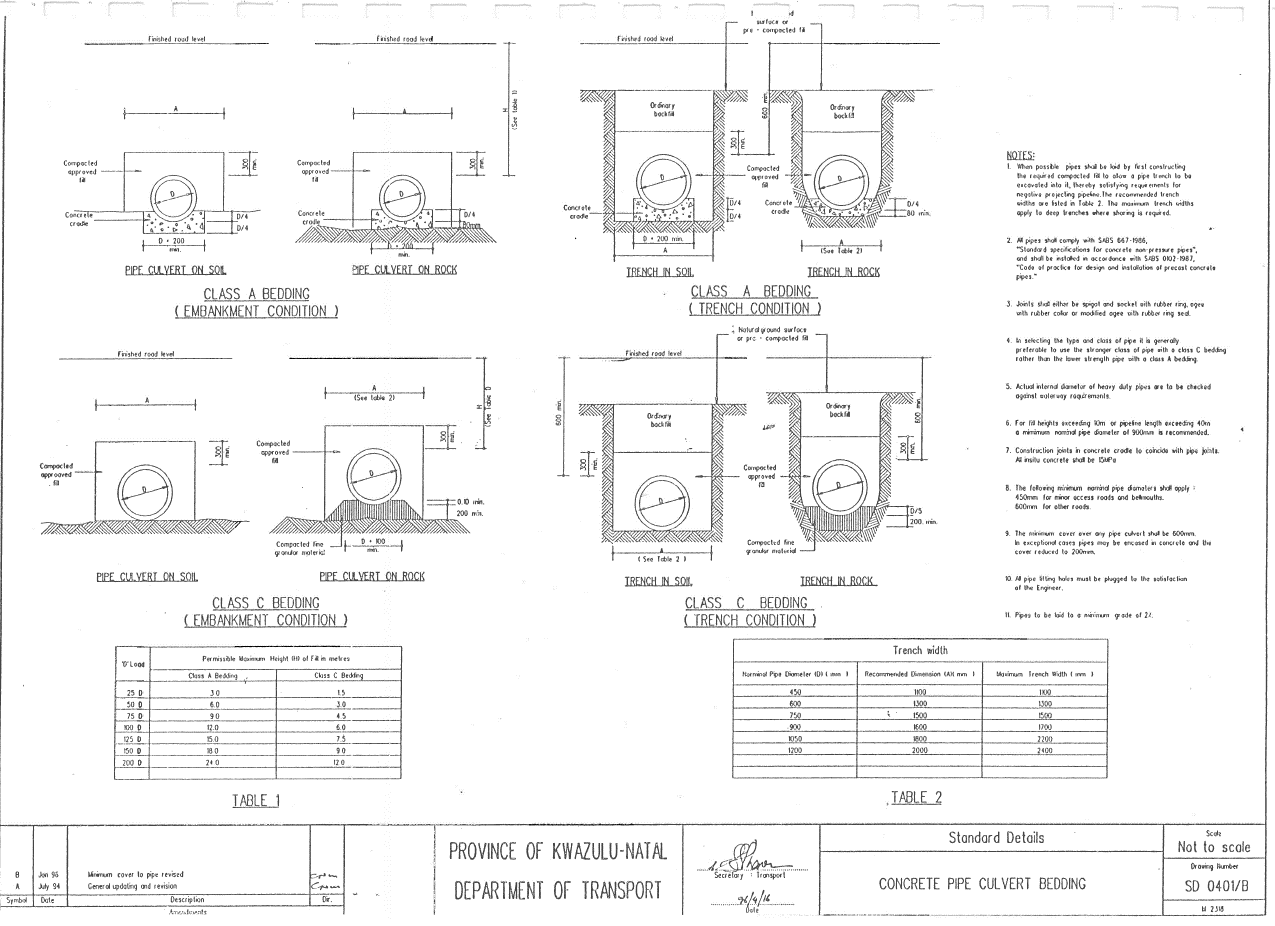 Finished road level
Finished road level
Finished road level
surface or
pre - compacted fill
A
H
(See table 1)
Ordinary
backfill
Ordinary
backfill
600 min.
300
min.
300
min.
300
min.
Compacted
approved
fill
Compacted
approved
fill
Compacted
approved
fill
D
D
D
D
Concrete
cradle
Concrete
cradle
Concrete
cradle
Concrete
cradle
D/4
D/4
D/4
80mm
D/4
D/4
D/4
80 min.
D + 200
min.
D + 200
min.
D + 200 min.
A
A
(See Table 2)
PIPE CULVERT ON SOIL
PIPE CULVERT ON ROCK
TRENCH IN SOIL
TRENCH IN ROCK
CLASS A BEDDING
( EMBANKMENT CONDITION )
CLASS A BEDDING
( TRENCH CONDITION )
Natural ground surface
or pre - compacted fill
Finished road level
Finished road level
Finished road level
A
A
(See table 2)
H
(See Table
600 min.
600 min.
Ordinary
backfill
Ordinary
backfill
300
min.
300
min.
300
min.
300
min.
Compacted
approoved
fill
Compacted
approved
fill
Compacted
approved
fill
D
D
D
D
0.1D min.
200 min.
D/5
200. min.
Compacted fine
granular material
D + 100
min.
Compacted fine
granular material
A
( See Table 2 )
PIPE CULVERT ON SOIL
PIPE CULVERT ON ROCK
TRENCH IN SOIL
TRENCH IN ROCK
CLASS C BEDDING
( EMBANKMENT CONDITION )
CLASS C BEDDING
( TRENCH CONDITION )
NOTES:
1. When possible pipes shall be laid by first constructing
the required compacted fill to allow a pipe trench to be
excavated into it, thereby satisfying requirements for
negative projecting pipeline. The recommended trench
widths are listed in Table 2. The maximum trench widths
apply to deep trenches where shoring is required.
2. All pipes shall comply with SABS 667-1986,
"Standard specifications for concrete non-pressure pipes",
and shall be installed in accordance with SABS 0102-1987,
"Code of practice for design and installation of precast concrete
pipes."
3. Joints shall either be spigot and socket with rubber ring, ogee
with rubber collar or modified ogee with rubber ring seal.
4. In selecting the type and class of pipe it is generally
preferable to use the stronger class of pipe with a class C bedding
rather than the lower strength pipe with a class A bedding.
5. Actual internal diameter of heavy duty pipes are to be checked
against waterway requirements.
6. For fill heights exceeding 10m or pipeline length exceeding 40m
a minimum nominal pipe diameter of 900mm is recommended.
7. Construction joints in concrete cradle to coincide with pipe joints.
All insitu concrete shall be 15MPa
8. The following minimum nominal pipe diameters shall apply :
450mm for minor access roads and bellmouths.
600mm for other roads.
9. The minimum cover over any pipe culvert shall be 600mm.
In exceptional cases pipes may be encased in concrete and the
cover reduced to 200mm.
10. All pipe lifting holes must be plugged to the satisfaction
of the Engineer.
11. Pipes to be laid to a minimum grade of 2%.
'D' Load Permissible Maximum Height (H) of Fill in metres
Class A Bedding Class C Bedding
25 D 3.0 1.5
50 D 6.0 3.0
75 D 9.0 4.5
100 D 12.0 6.0
125 D 15.0 7.5
150 D 18.0 9.0
200 D 24.0 12.0
TABLE 1
Trench width
Norminal Pipe Diameter (D) ( mm ) Recommended Dimension (A)( mm ) Maximum Trench Width ( mm )
450 1100 1100
600 1300 1300
750 1500 1500
900 1600 1700
1050 1800 2200
1200 2000 2400
TABLE 2
B Jan 96 Minimum cover to pipe revised
A July 94 General updating and revision
Symbol Date Description Dir.
Amendments
PROVINCE OF KWAZULU-NATAL
DEPARTMENT OF TRANSPORT
Secretary : Transport
96/4/16
Date
Standard Details
CONCRETE PIPE CULVERT BEDDING
Scale
Not to scale
Drawing Number
SD 0401/B
M 2318